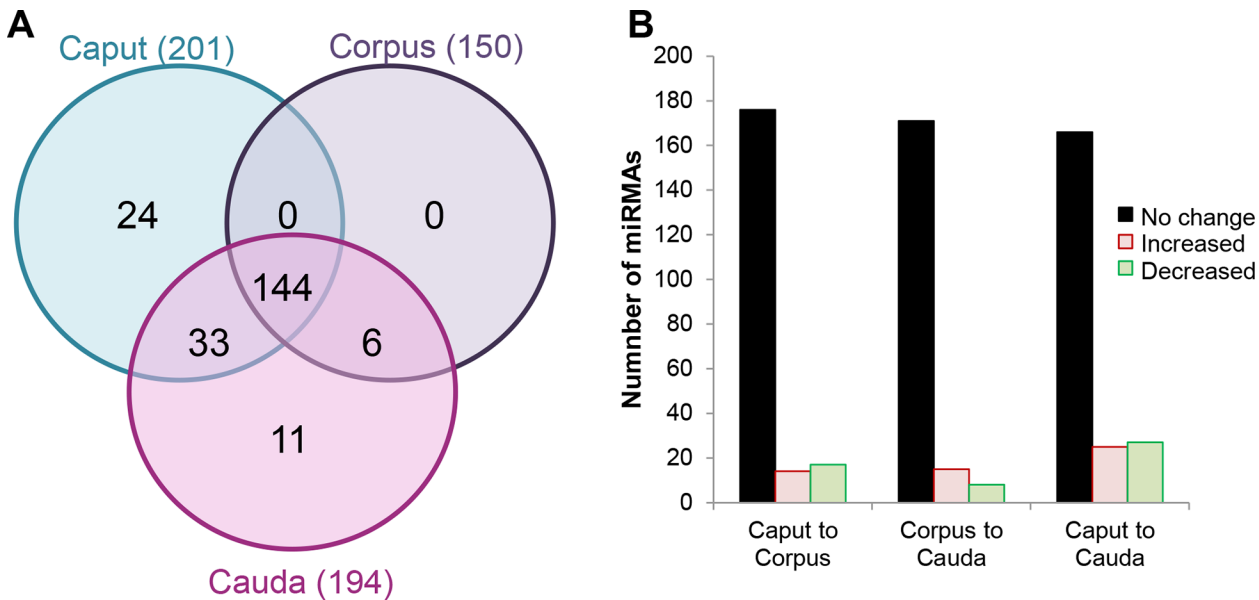 A
Caput (201)
Corpus (150)
24
0
0
144
33
6
11
Cauda (194)
B
Numnber of miRMAs
200
180
160
140
120
100
80
60
40
20
0
Caput to
Corpus
Corpus to
Cauda
Caput to
Cauda
No change
Increased
Decreased